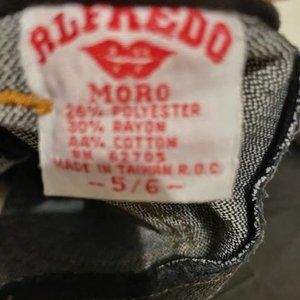 ALFREDO
MORO
26% POLYESTER
30% RAYON
44% COTTON
RN 62705
MADE IN TAIWAN R.O.C.
-5/6-